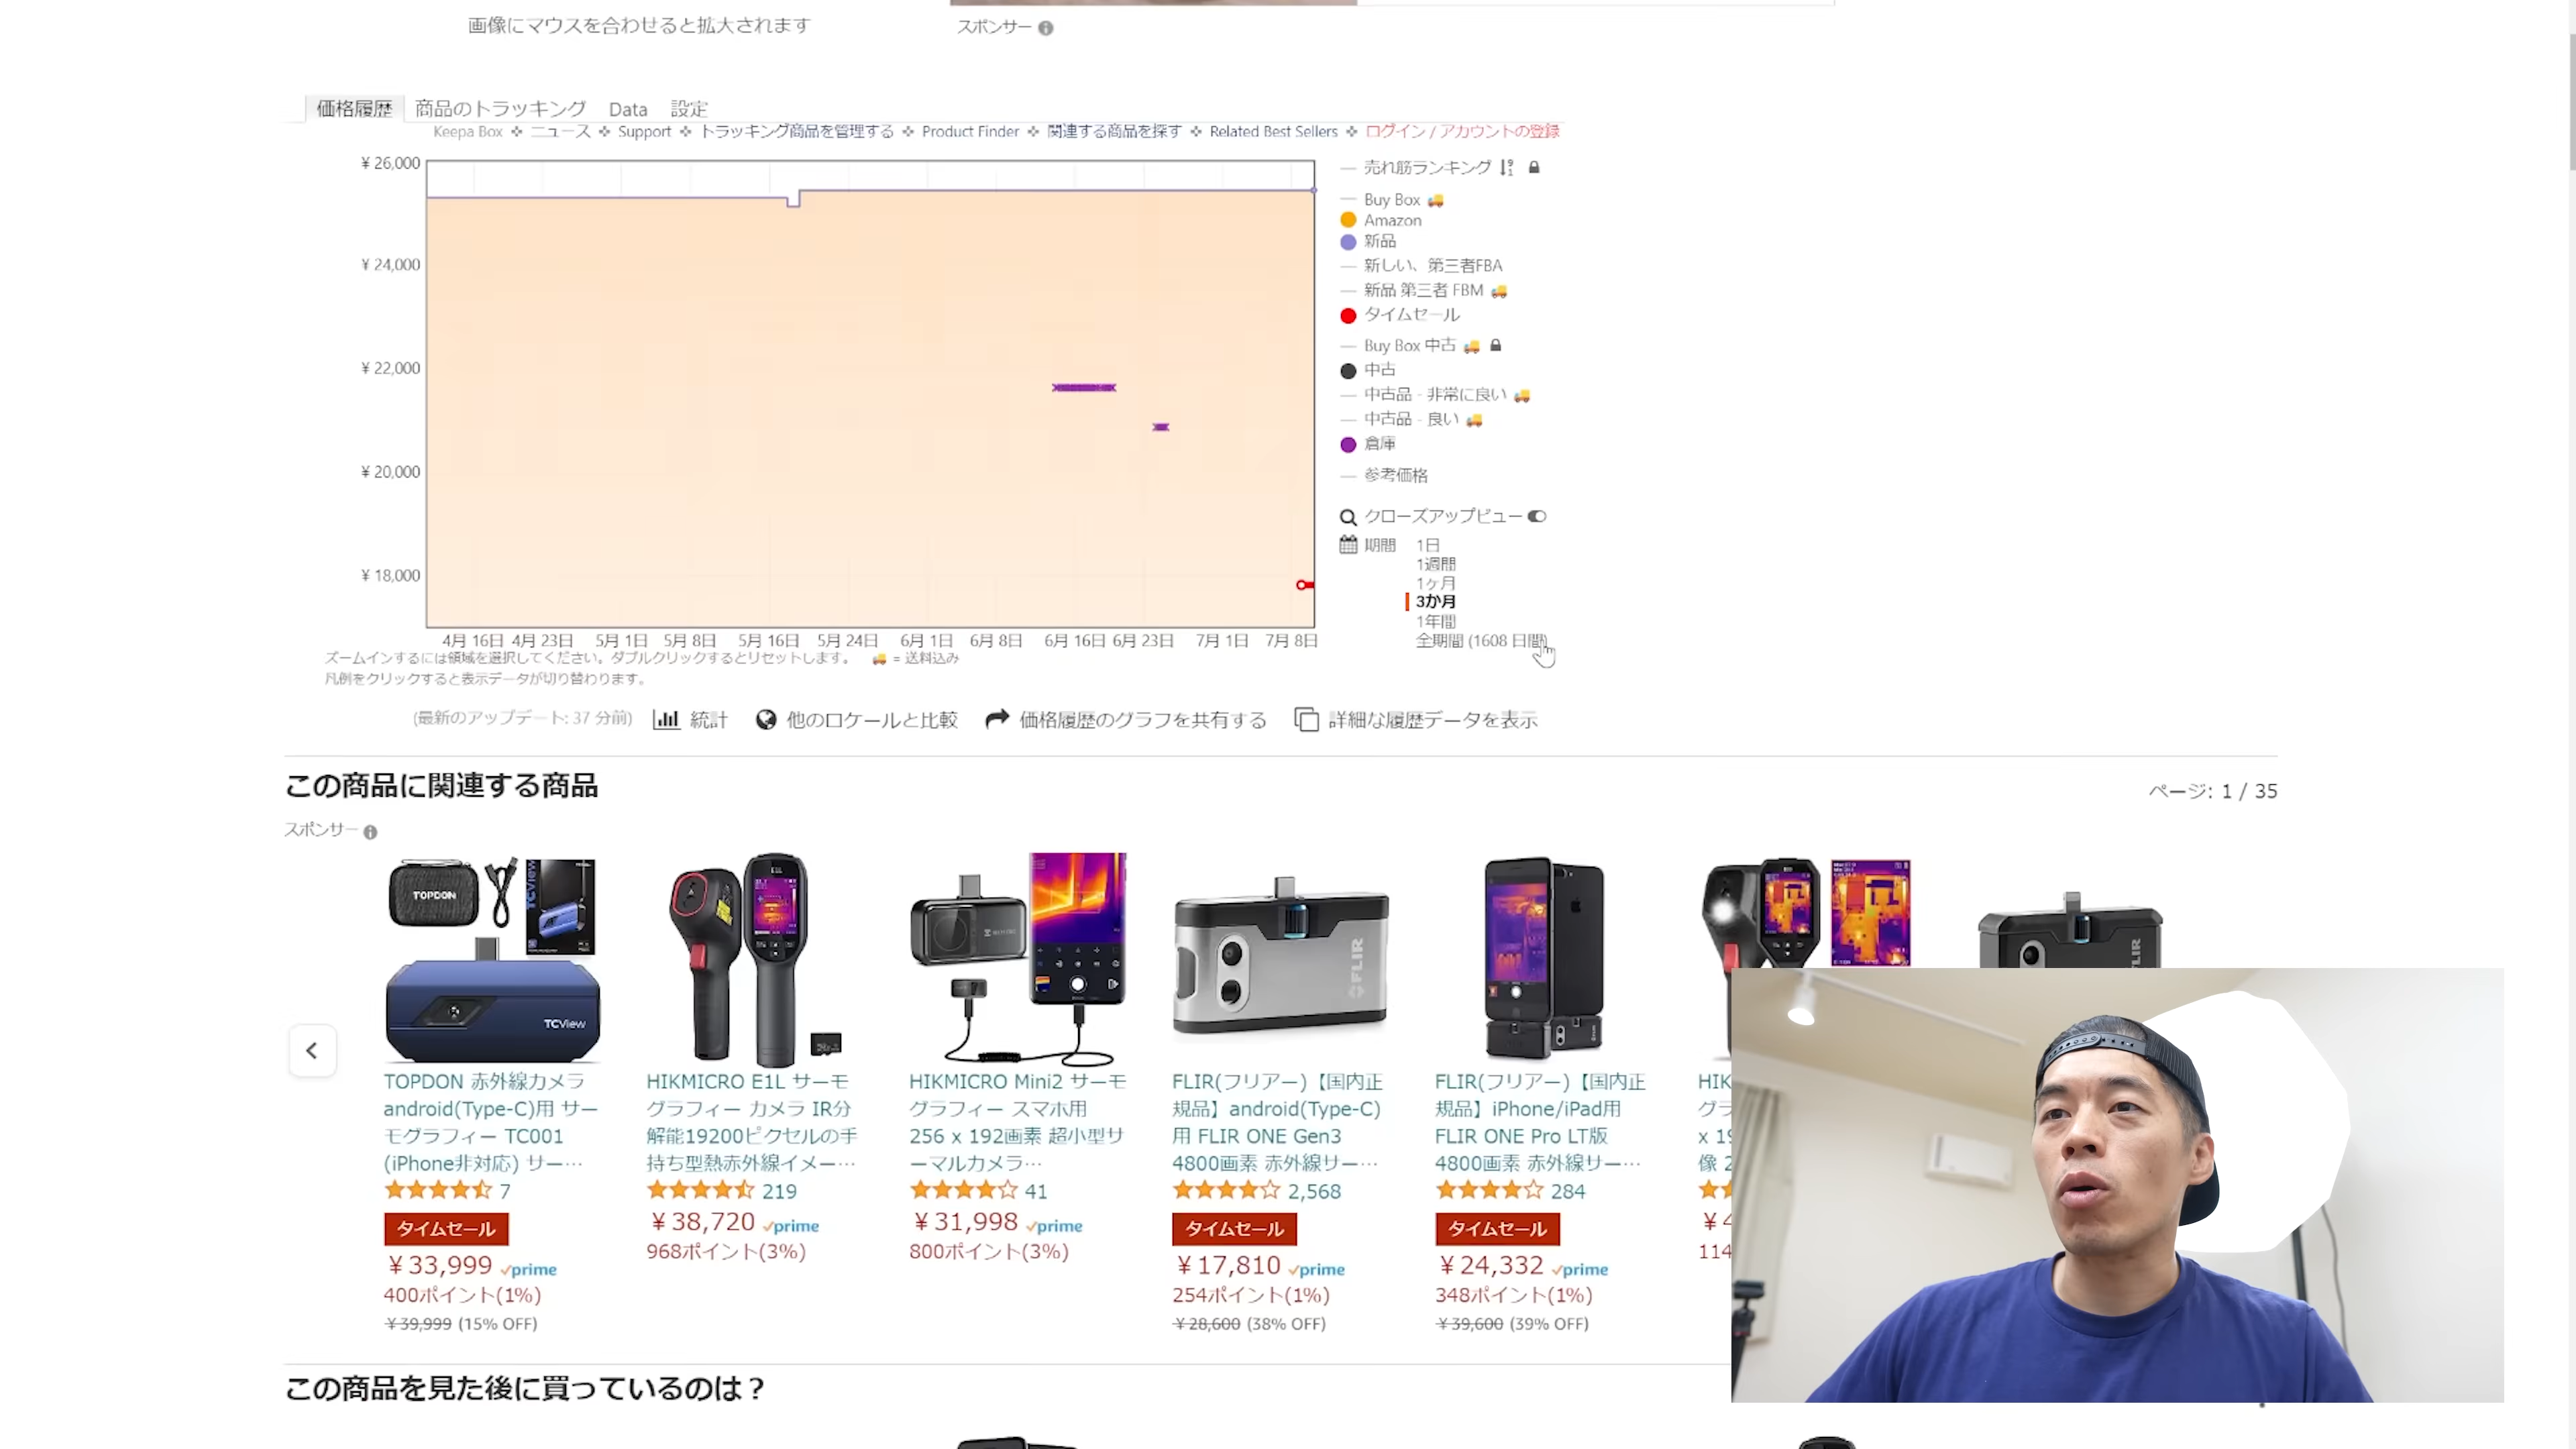 画像にマウスを合わせると拡大されます
スポンサー
価格履歴 商品のトラッキング Data 設定
Keepa Box ✤ ニュース ✤ Support ✤ トラッキング商品を管理する ✤ Product Finder ✤ 関連する商品を探す ✤ Related Best Sellers ✤ ログイン / アカウントの登録
¥ 26,000
¥ 24,000
¥ 22,000
¥ 20,000
¥ 18,000
4月 16日 4月 23日 5月 1日 5月 8日 5月 16日 5月 24日 6月 1日 6月 8日 6月 16日 6月 23日 7月 1日 7月 8日
売れ筋ランキング
Buy Box
Amazon
新品
新しい、第三者FBA
新品 第三者 FBM
タイムセール
Buy Box 中古
中古
中古品 - 非常に良い
中古品 - 良い
倉庫
参考価格
クローズアップビュー
期間 1日
1週間
1ヶ月
3か月
1年間
全期間 (1608 日間)
ズームインするには領域を選択してください。ダブルクリックするとリセットします。 = 送料込み
凡例をクリックすると表示データが切り替わります。
(最新のアップデート: 37 分前) 統計 他のロケールと比較 価格履歴のグラフを共有する 詳細な履歴データを表示
この商品に関連する商品
ページ: 1 / 35
スポンサー
TOPDON
TCView
TOPDON 赤外線カメラ
android(Type-C)用 サー
モグラフィー TC001
(iPhone非対応) サー…
7
タイムセール
￥33,999 prime
400ポイント(1%)
￥39,999 (15% OFF)
HIKMICRO E1L サーモ
グラフィー カメラ IR分
解能19200ピクセルの手
持ち型熱赤外線イメー…
219
￥38,720 prime
968ポイント(3%)
HIKMICRO Mini2 サーモ
グラフィー スマホ用
256 x 192画素 超小型サ
ーマルカメラ…
41
￥31,998 prime
800ポイント(3%)
FLIR
FLIR(フリアー)【国内正
規品】android(Type-C)
用 FLIR ONE Gen3
4800画素 赤外線サー…
2,568
タイムセール
￥17,810 prime
254ポイント(1%)
￥28,600 (38% OFF)
FLIR(フリアー)【国内正
規品】iPhone/iPad用
FLIR ONE Pro LT版
4800画素 赤外線サー…
284
タイムセール
￥24,332 prime
348ポイント(1%)
￥39,600 (39% OFF)
HIK
グラ
x 19
像 2
￥4
114
この商品を見た後に買っているのは？